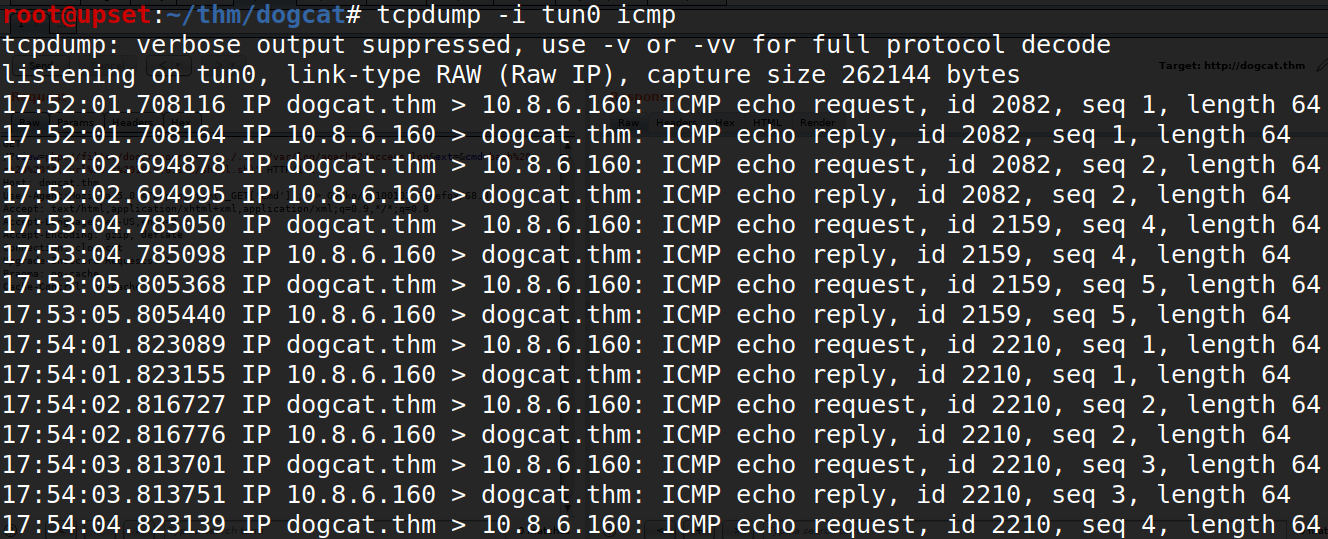 root@upset:~/thm/dogcat# tcpdump -i tun0 icmp
tcpdump: verbose output suppressed, use -v or -vv for full protocol decode
listening on tun0, link-type RAW (Raw IP), capture size 262144 bytes
Target: http://dogcat.thm
17:52:01.708116 IP dogcat.thm > 10.8.6.160: ICMP echo request, id 2082, seq 1, length 64
17:52:01.708164 IP 10.8.6.160 > dogcat.thm: ICMP echo reply, id 2082, seq 1, length 64
17:52:02.694878 IP dogcat.thm > 10.8.6.160: ICMP echo request, id 2082, seq 2, length 64
17:52:02.694995 IP 10.8.6.160 > dogcat.thm: ICMP echo reply, id 2082, seq 2, length 64
17:53:04.785050 IP dogcat.thm > 10.8.6.160: ICMP echo request, id 2159, seq 4, length 64
17:53:04.785098 IP 10.8.6.160 > dogcat.thm: ICMP echo reply, id 2159, seq 4, length 64
17:53:05.805368 IP dogcat.thm > 10.8.6.160: ICMP echo request, id 2159, seq 5, length 64
17:53:05.805440 IP 10.8.6.160 > dogcat.thm: ICMP echo reply, id 2159, seq 5, length 64
17:54:01.823089 IP dogcat.thm > 10.8.6.160: ICMP echo request, id 2210, seq 1, length 64
17:54:01.823155 IP 10.8.6.160 > dogcat.thm: ICMP echo reply, id 2210, seq 1, length 64
17:54:02.816727 IP dogcat.thm > 10.8.6.160: ICMP echo request, id 2210, seq 2, length 64
17:54:02.816776 IP 10.8.6.160 > dogcat.thm: ICMP echo reply, id 2210, seq 2, length 64
17:54:03.813701 IP dogcat.thm > 10.8.6.160: ICMP echo request, id 2210, seq 3, length 64
17:54:03.813751 IP 10.8.6.160 > dogcat.thm: ICMP echo reply, id 2210, seq 3, length 64
17:54:04.823139 IP dogcat.thm > 10.8.6.160: ICMP echo request, id 2210, seq 4, length 64